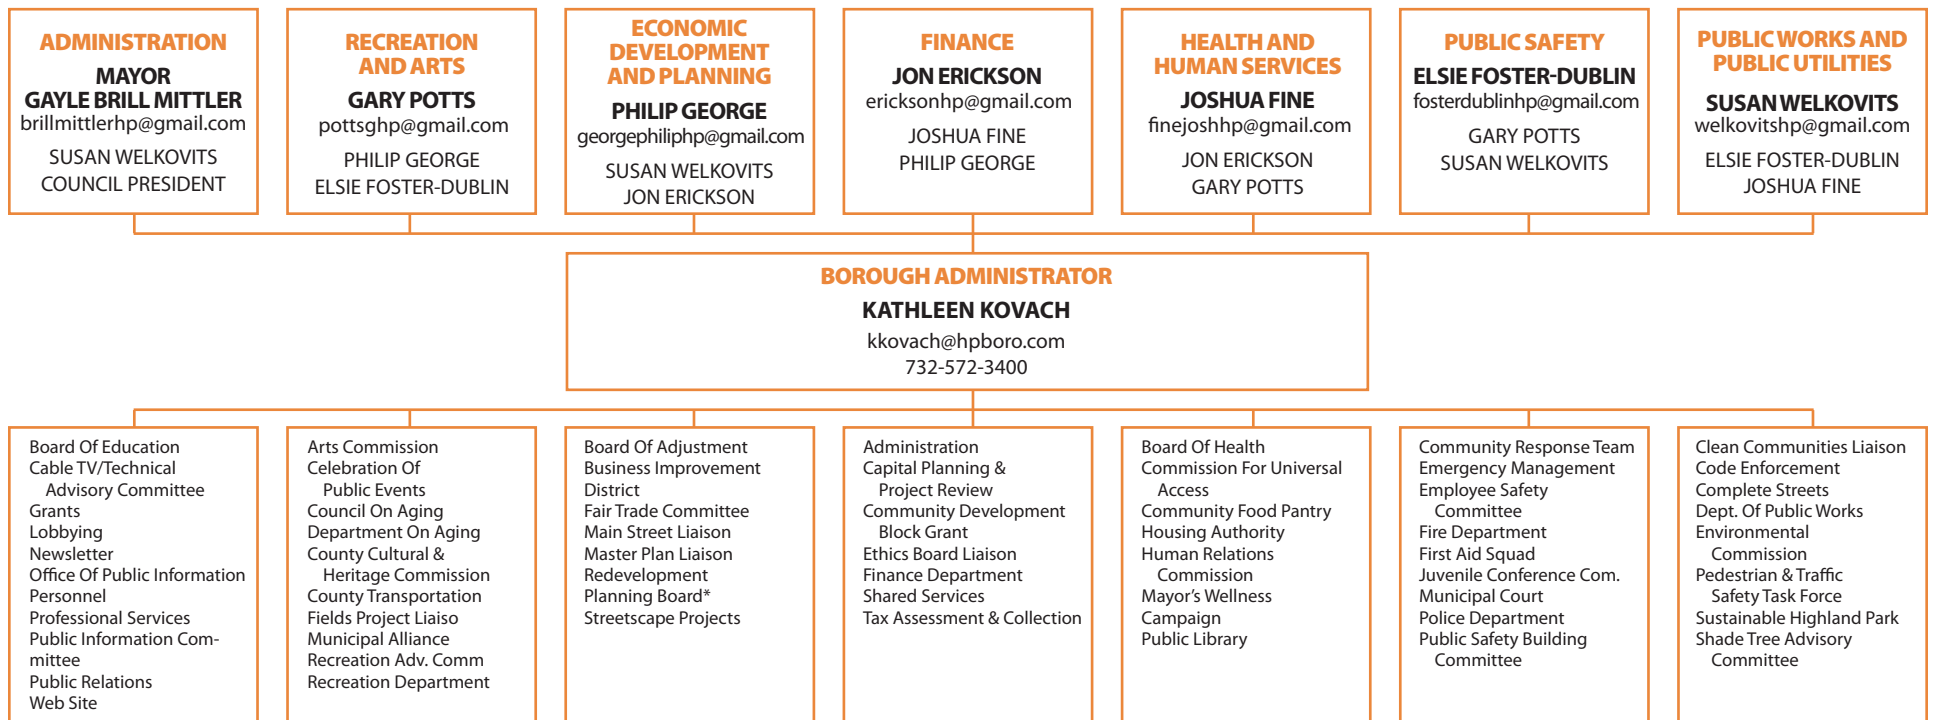 ADMINISTRATION
MAYOR
GAYLE BRILL MITTLER
brillmittlerhp@gmail.com
SUSAN WELKOVITS
COUNCIL PRESIDENT
RECREATION
AND ARTS
GARY POTTS
pottsghp@gmail.com
PHILIP GEORGE
ELSIE FOSTER-DUBLIN
ECONOMIC
DEVELOPMENT
AND PLANNING
PHILIP GEORGE
georgephiliphp@gmail.com
SUSAN WELKOVITS
JON ERICKSON
FINANCE
JON ERICKSON
ericksonhp@gmail.com
JOSHUA FINE
PHILIP GEORGE
HEALTH AND
HUMAN SERVICES
JOSHUA FINE
finejoshhp@gmail.com
JON ERICKSON
GARY POTTS
PUBLIC SAFETY
ELSIE FOSTER-DUBLIN
fosterdublinhp@gmail.com
GARY POTTS
SUSAN WELKOVITS
PUBLIC WORKS AND
PUBLIC UTILITIES
SUSAN WELKOVITS
welkovitshp@gmail.com
ELSIE FOSTER-DUBLIN
JOSHUA FINE
BOROUGH ADMINISTRATOR
KATHLEEN KOVACH
kkovach@hpboro.com
732-572-3400
Board Of Education
Cable TV/Technical
Advisory Committee
Grants
Lobbying
Newsletter
Office Of Public Information
Personnel
Professional Services
Public Information Com-
mittee
Public Relations
Web Site
Arts Commission
Celebration Of
Public Events
Council On Aging
Department On Aging
County Cultural &
Heritage Commission
County Transportation
Fields Project Liaiso
Municipal Alliance
Recreation Adv. Comm
Recreation Department
Board Of Adjustment
Business Improvement
District
Fair Trade Committee
Main Street Liaison
Master Plan Liaison
Redevelopment
Planning Board*
Streetscape Projects
Administration
Capital Planning &
Project Review
Community Development
Block Grant
Ethics Board Liaison
Finance Department
Shared Services
Tax Assessment & Collection
Board Of Health
Commission For Universal
Access
Community Food Pantry
Housing Authority
Human Relations
Commission
Mayor's Wellness
Campaign
Public Library
Community Response Team
Emergency Management
Employee Safety
Committee
Fire Department
First Aid Squad
Juvenile Conference Com.
Municipal Court
Police Department
Public Safety Building
Committee
Clean Communities Liaison
Code Enforcement
Complete Streets
Dept. Of Public Works
Environmental
Commission
Pedestrian & Traffic
Safety Task Force
Sustainable Highland Park
Shade Tree Advisory
Committee